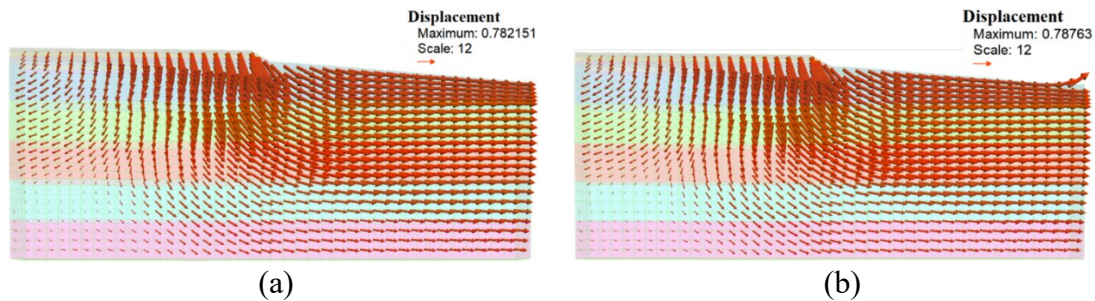 Displacement
Maximum: 0.782151
Scale: 12
Displacement
Maximum: 0.78763
Scale: 12
(a)
(b)